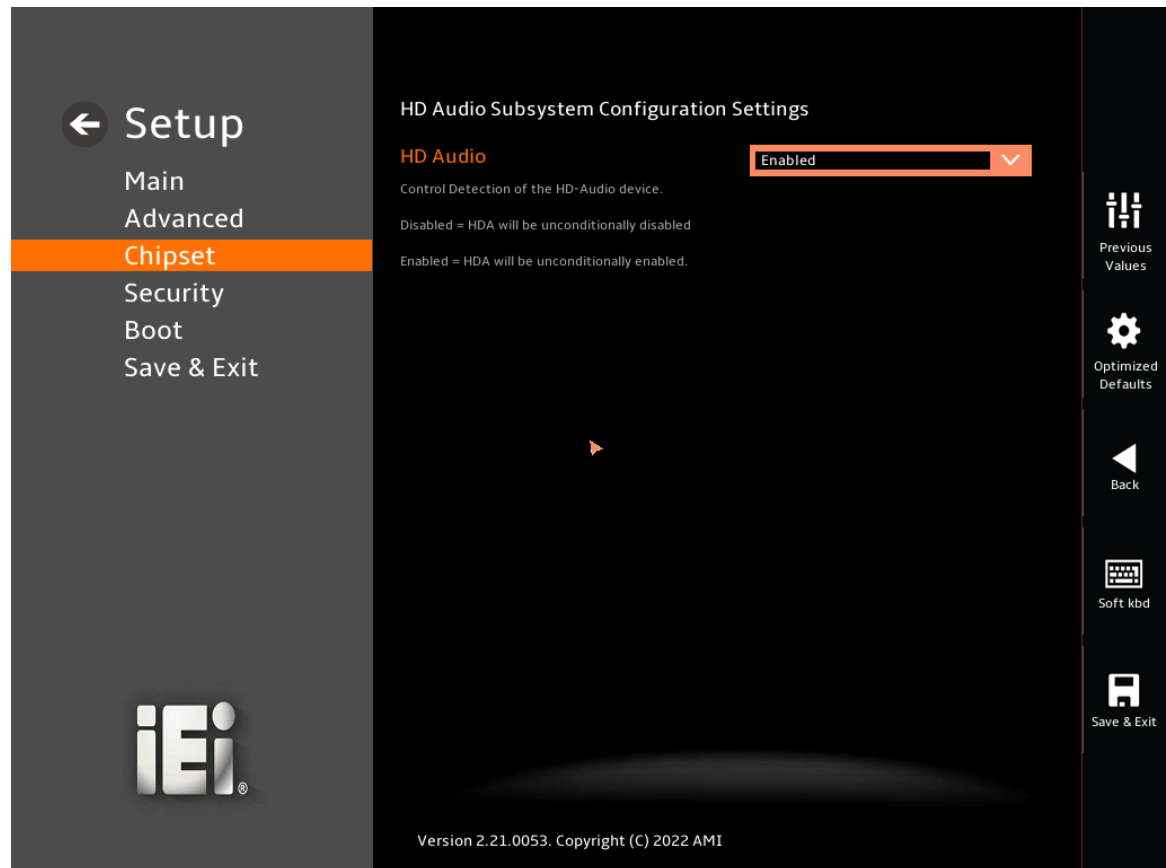 Setup
Main
Advanced
Chipset
Security
Boot
Save & Exit
iEi®
HD Audio Subsystem Configuration Settings
HD Audio
Enabled
Control Detection of the HD-Audio device.
Disabled = HDA will be unconditionally disabled
Enabled = HDA will be unconditionally enabled.
Version 2.21.0053. Copyright (C) 2022 AMI
Previous
Values
Optimized
Defaults
Back
Soft kbd
Save & Exit